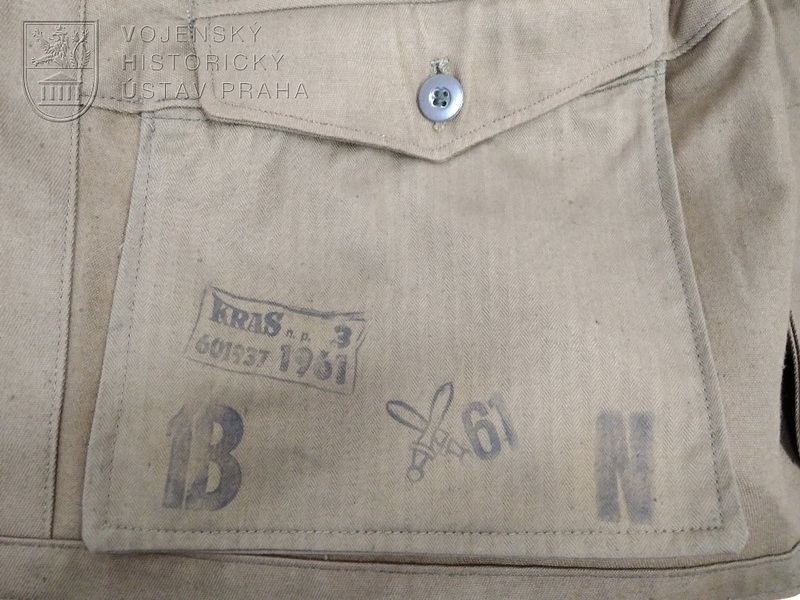 VOJENSKÝ
HISTORICKÝ
ÚSTAV PRAHA
KRAS n. p. 3
601937 1961
1B 61 N